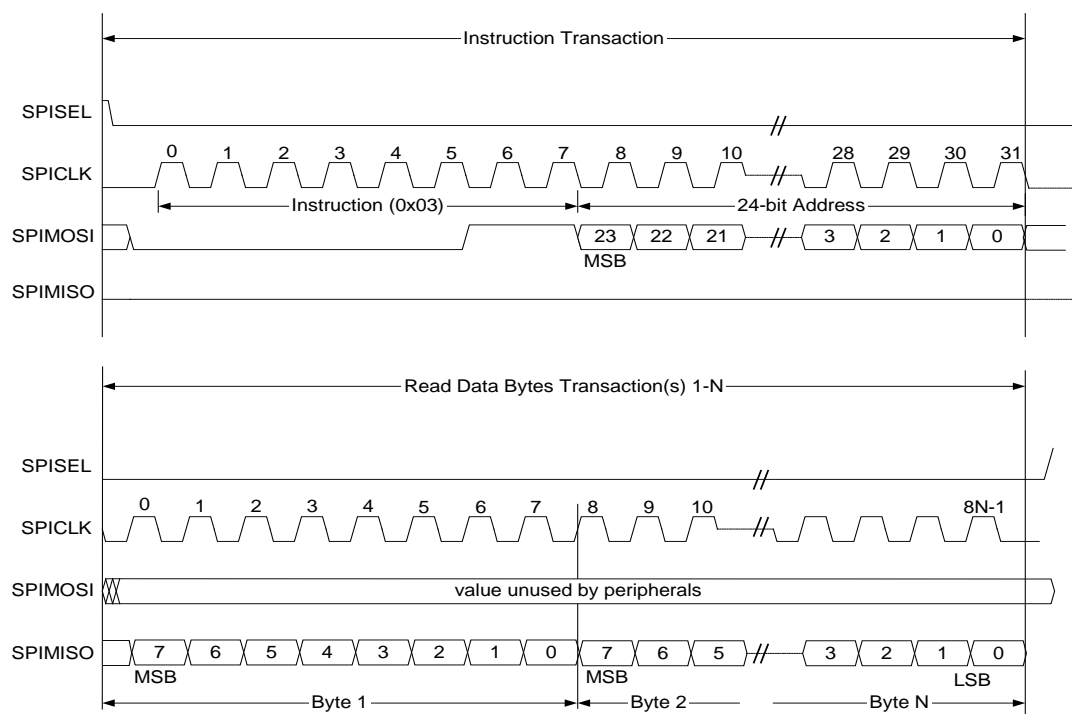 Instruction Transaction
SPISEL
0 1 2 3 4 5 6 7 8 9 10 28 29 30 31
SPICLK
Instruction (0x03) 24-bit Address
SPIMOSI 23 22 21 3 2 1 0
MSB
SPIMISO
Read Data Bytes Transaction(s) 1-N
SPISEL
0 1 2 3 4 5 6 7 8 9 10 8N-1
SPICLK
SPIMOSI value unused by peripherals
SPIMISO 7 6 5 4 3 2 1 0 7 6 5 3 2 1 0
MSB MSB LSB
Byte 1 Byte 2 Byte N